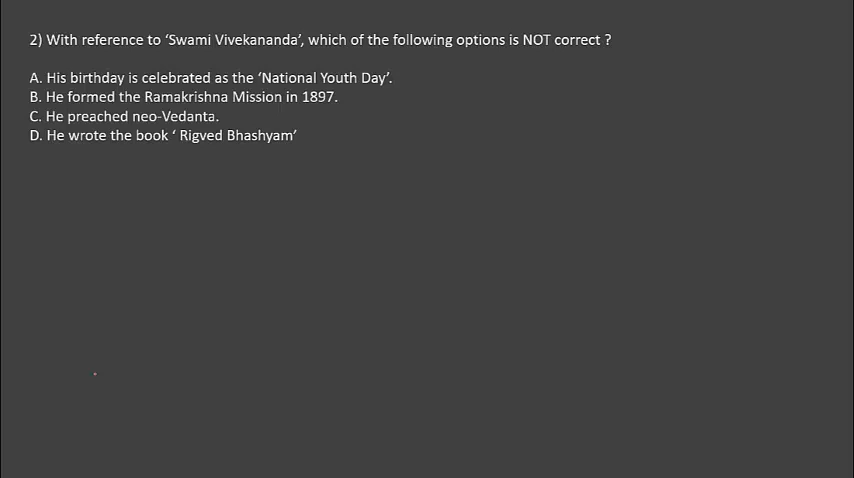 2) With reference to ‘Swami Vivekananda’, which of the following options is NOT correct ?
A. His birthday is celebrated as the ‘National Youth Day’.
B. He formed the Ramakrishna Mission in 1897.
C. He preached neo-Vedanta.
D. He wrote the book ‘ Rigved Bhashyam’